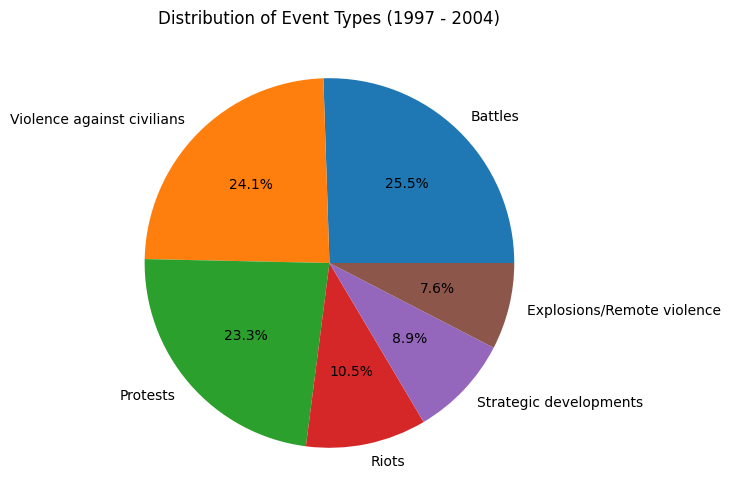 Distribution of Event Types (1997 - 2004)
Battles
Violence against civilians
24.1%
25.5%
7.6%
Explosions/Remote violence
23.3%
8.9%
10.5%
Protests
Strategic developments
Riots